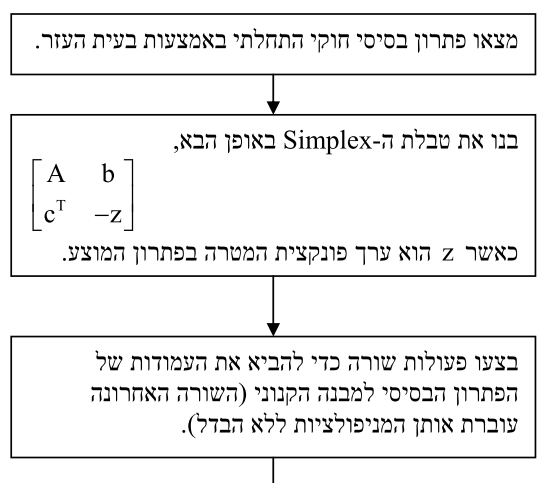 מצאו פתרון בסיסי חוקי התחלתי באמצעות בעית העזר.
בנו את טבלת ה-Simplex באופן הבא,
A b
c^T −z
כאשר z הוא ערך פונקצית המטרה בפתרון המוצע.
בצעו פעולות שורה כדי להביא את העמודות של
הפתרון הבסיסי למבנה הקנוני (השורה האחרונה
עוברת אותן המניפולציות ללא הבדל).